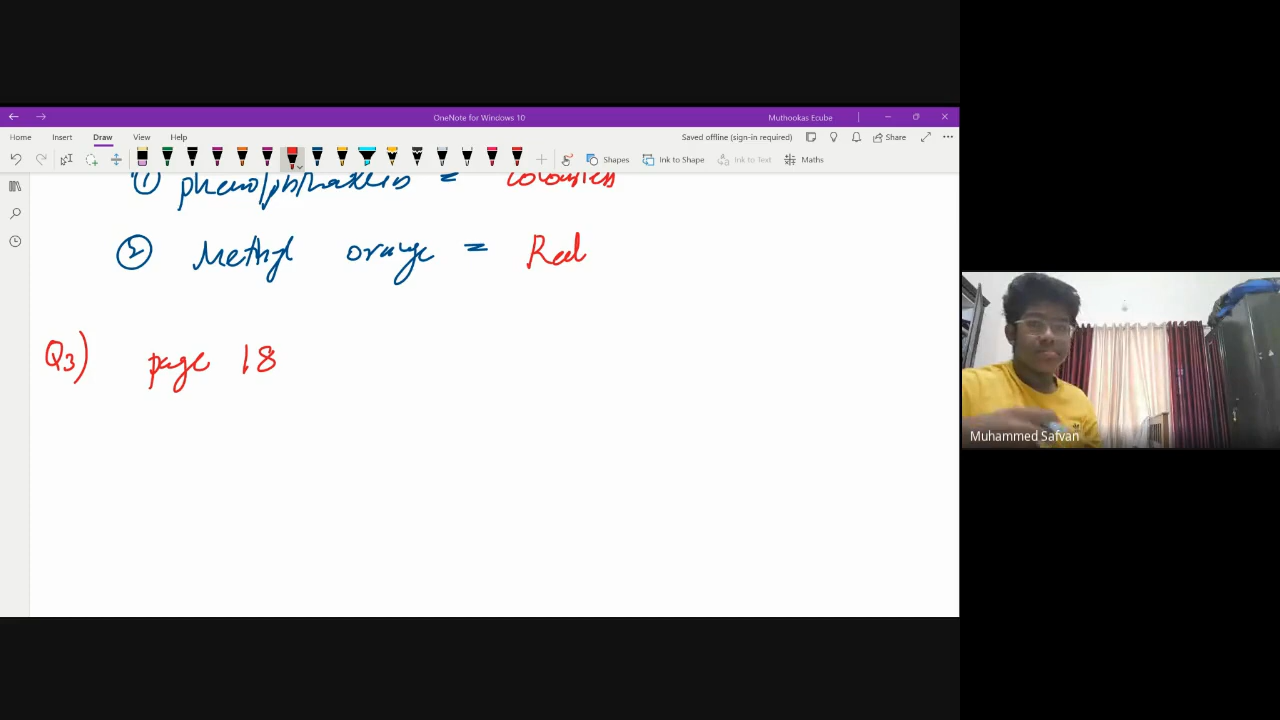 OneNote for Windows 10
Muthookas Ecube
Home Insert Draw View Help
Saved offline (sign-in required)
Share
Shapes
Ink to Shape
Ink to Text
Maths
① phenolphthalein = colourless
② Methyl orange = Red
Q3) page 18
Muhammed Safvan